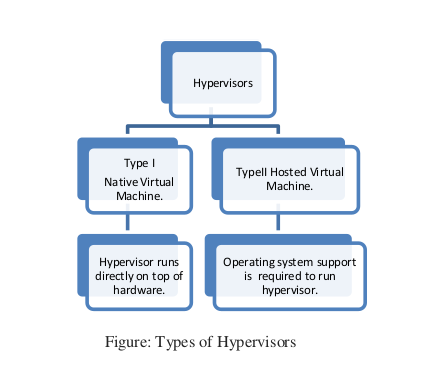 Hypervisors
Type I
Native Virtual
Machine.
TypeII Hosted Virtual
Machine.
Hypervisor runs
directly on top of
hardware.
Operating system support
is required to run
hypervisor.
Figure: Types of Hypervisors